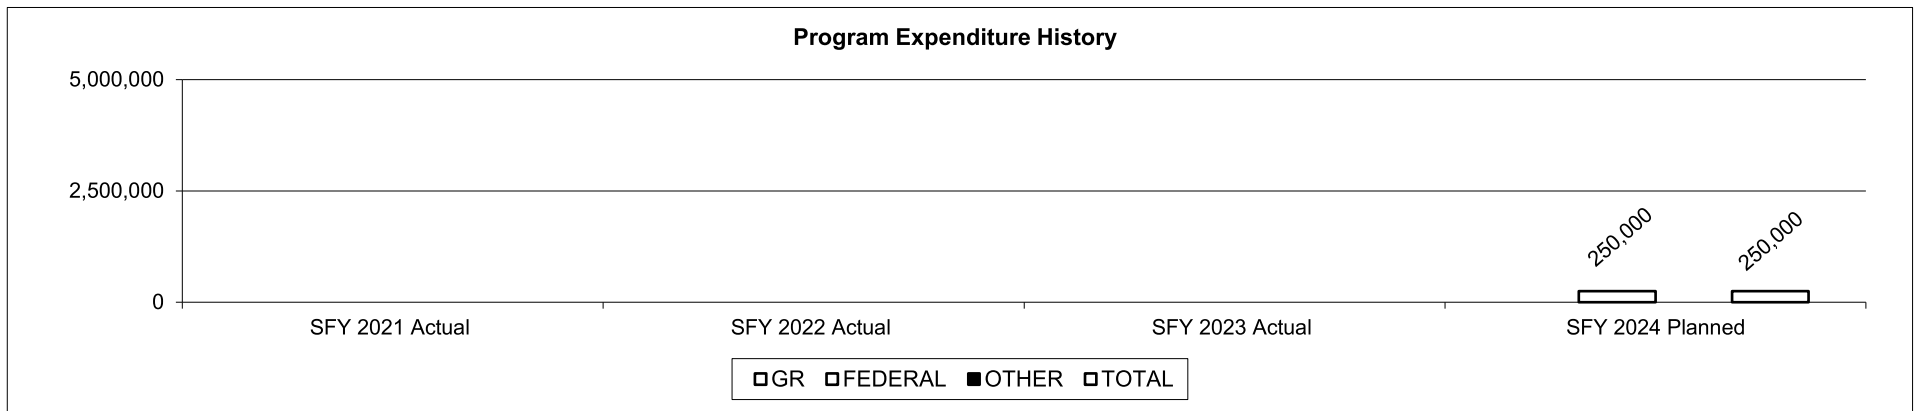 Program Expenditure History
5,000,000
2,500,000
0
250,000
250,000
SFY 2021 Actual
SFY 2022 Actual
SFY 2023 Actual
SFY 2024 Planned
GR FEDERAL OTHER TOTAL